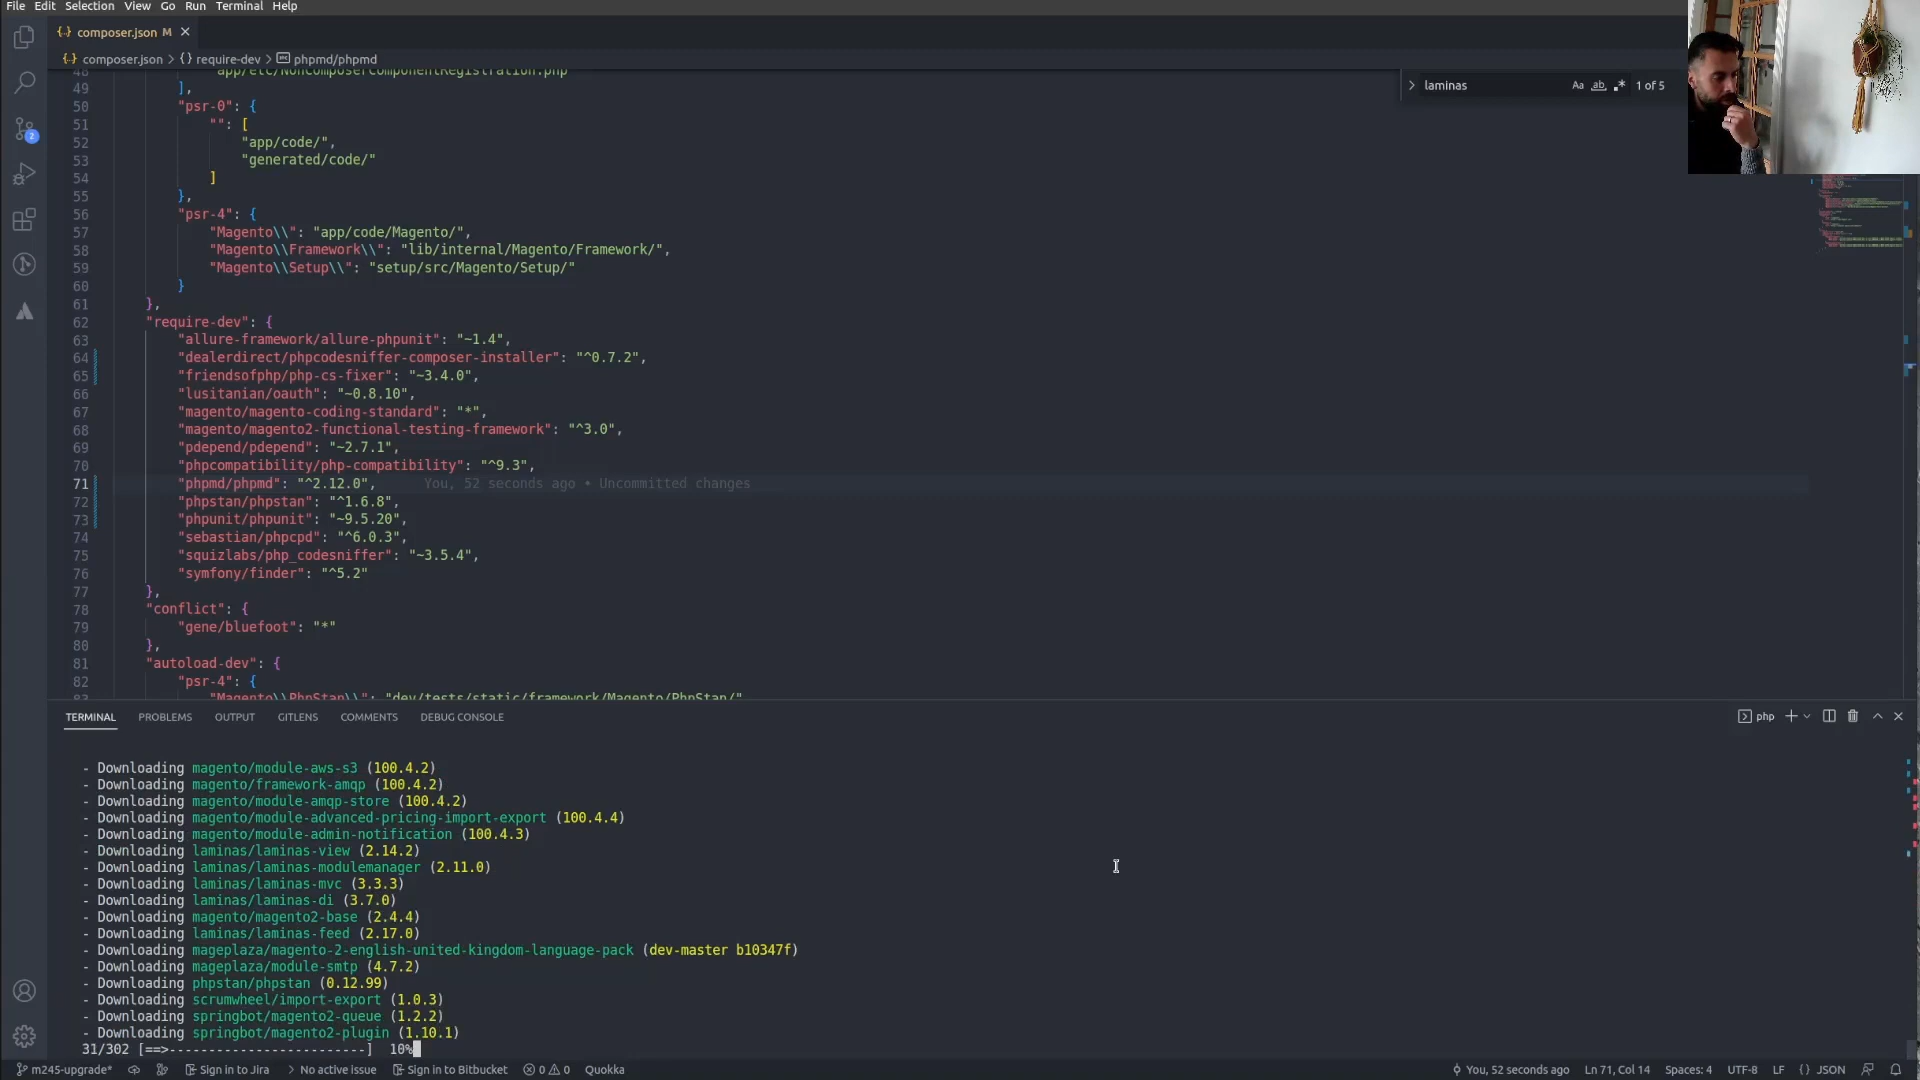 File Edit Selection View Go Run Terminal Help
composer.json M
composer.json > {} require-dev > phpmd/phpmd
laminas Aa ab 1 of 5
48 "app/etc/NonComposerComponentRegistration.php"
49 ],
50 "psr-0": {
51 "": [
52 "app/code/",
53 "generated/code/"
54 ]
55 },
56 "psr-4": {
57 "Magento\\": "app/code/Magento/",
58 "Magento\\Framework\\": "lib/internal/Magento/Framework/",
59 "Magento\\Setup\\": "setup/src/Magento/Setup/"
60 }
61 },
62 "require-dev": {
63 "allure-framework/allure-phpunit": "~1.4",
64 "dealerdirect/phpcodesniffer-composer-installer": "^0.7.2",
65 "friendsofphp/php-cs-fixer": "~3.4.0",
66 "lusitanian/oauth": "~0.8.10",
67 "magento/magento-coding-standard": "*",
68 "magento/magento2-functional-testing-framework": "^3.0",
69 "pdepend/pdepend": "~2.7.1",
70 "phpcompatibility/php-compatibility": "^9.3",
71 "phpmd/phpmd": "^2.12.0", You, 52 seconds ago • Uncommitted changes
72 "phpstan/phpstan": "^1.6.8",
73 "phpunit/phpunit": "~9.5.20",
74 "sebastian/phpcpd": "^6.0.3",
75 "squizlabs/php_codesniffer": "~3.5.4",
76 "symfony/finder": "^5.2"
77 },
78 "conflict": {
79 "gene/bluefoot": "*"
80 },
81 "autoload-dev": {
82 "psr-4": {
83 "Magento\\PhpStan\\": "dev/tests/static/framework/Magento/PhpStan/"
TERMINAL PROBLEMS OUTPUT GITLENS COMMENTS DEBUG CONSOLE php
- Downloading magento/module-aws-s3 (100.4.2)
- Downloading magento/framework-amqp (100.4.2)
- Downloading magento/module-amqp-store (100.4.2)
- Downloading magento/module-advanced-pricing-import-export (100.4.4)
- Downloading magento/module-admin-notification (100.4.3)
- Downloading laminas/laminas-view (2.14.2)
- Downloading laminas/laminas-modulemanager (2.11.0)
- Downloading laminas/laminas-mvc (3.3.3)
- Downloading laminas/laminas-di (3.7.0)
- Downloading magento/magento2-base (2.4.4)
- Downloading laminas/laminas-feed (2.17.0)
- Downloading mageplaza/magento-2-english-united-kingdom-language-pack (dev-master b10347f)
- Downloading mageplaza/module-smtp (4.7.2)
- Downloading phpstan/phpstan (0.12.99)
- Downloading scrumwheel/import-export (1.0.3)
- Downloading springbot/magento2-queue (1.2.2)
- Downloading springbot/magento2-plugin (1.10.1)
31/302 [==>-------------------------] 10%
m245-upgrade* Sign in to Jira No active issue Sign in to Bitbucket 0 0 Quokka You, 52 seconds ago Ln 71, Col 14 Spaces: 4 UTF-8 LF {} JSON
2